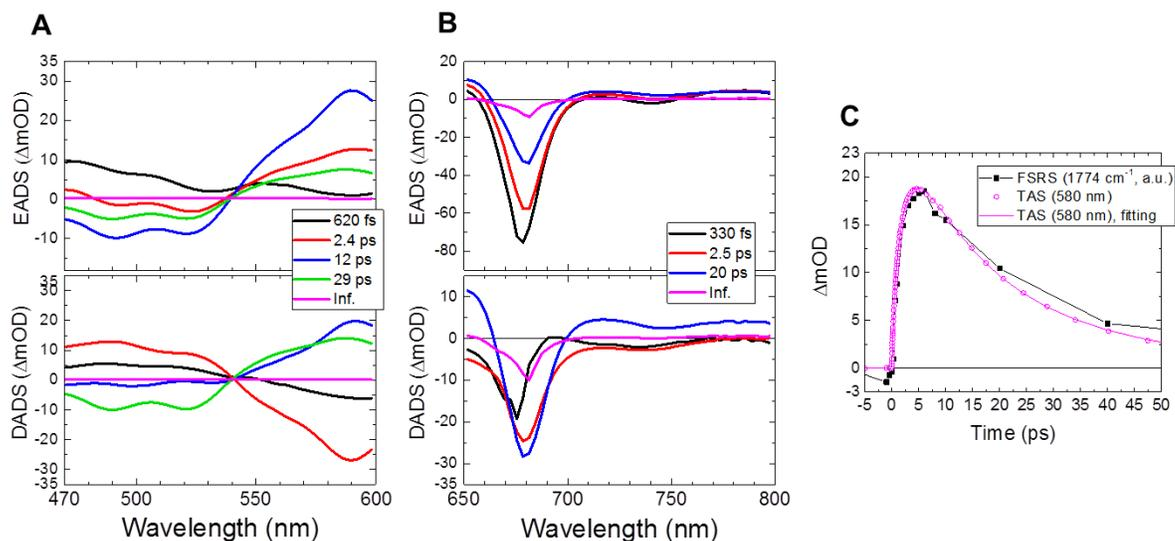 A
B
C
EADS (ΔmOD)
35
30
20
10
0
-10
620 fs
2.4 ps
12 ps
29 ps
Inf.
DADS (ΔmOD)
35
30
20
10
0
-10
-20
-30
-35
470 500 550 600
Wavelength (nm)
EADS (ΔmOD)
20
0
-20
-40
-60
-80
330 fs
2.5 ps
20 ps
Inf.
DADS (ΔmOD)
10
0
-10
-20
-30
-35
650 700 750 800
Wavelength (nm)
ΔmOD
23
20
15
10
5
0
-3
FSRS (1774 cm⁻¹, a.u.)
TAS (580 nm)
TAS (580 nm), fitting
-5 0 5 10 15 20 25 30 35 40 45 50
Time (ps)